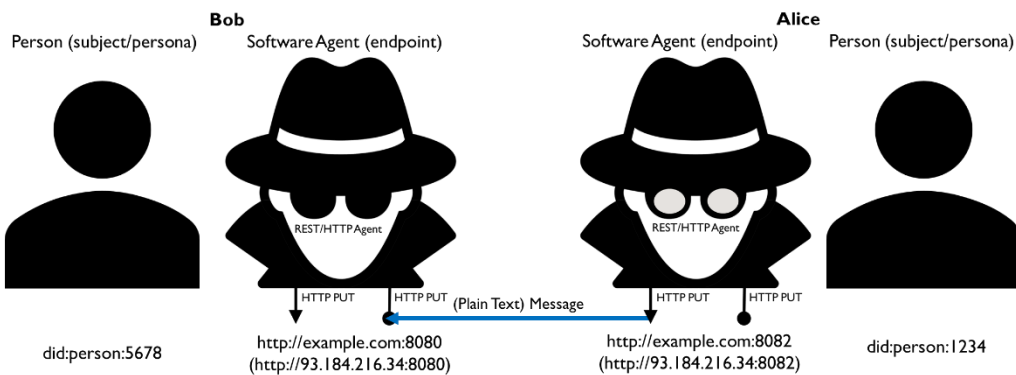 Bob
Alice
Person (subject/persona)
Software Agent (endpoint)
Software Agent (endpoint)
Person (subject/persona)
REST/HTTP Agent
REST/HTTP Agent
HTTP PUT
HTTP PUT
(Plain Text) Message
HTTP PUT
HTTP PUT
did:person:5678
http://example.com:8080
(http://93.184.216.34:8080)
http://example.com:8082
(http://93.184.216.34:8082)
did:person:1234